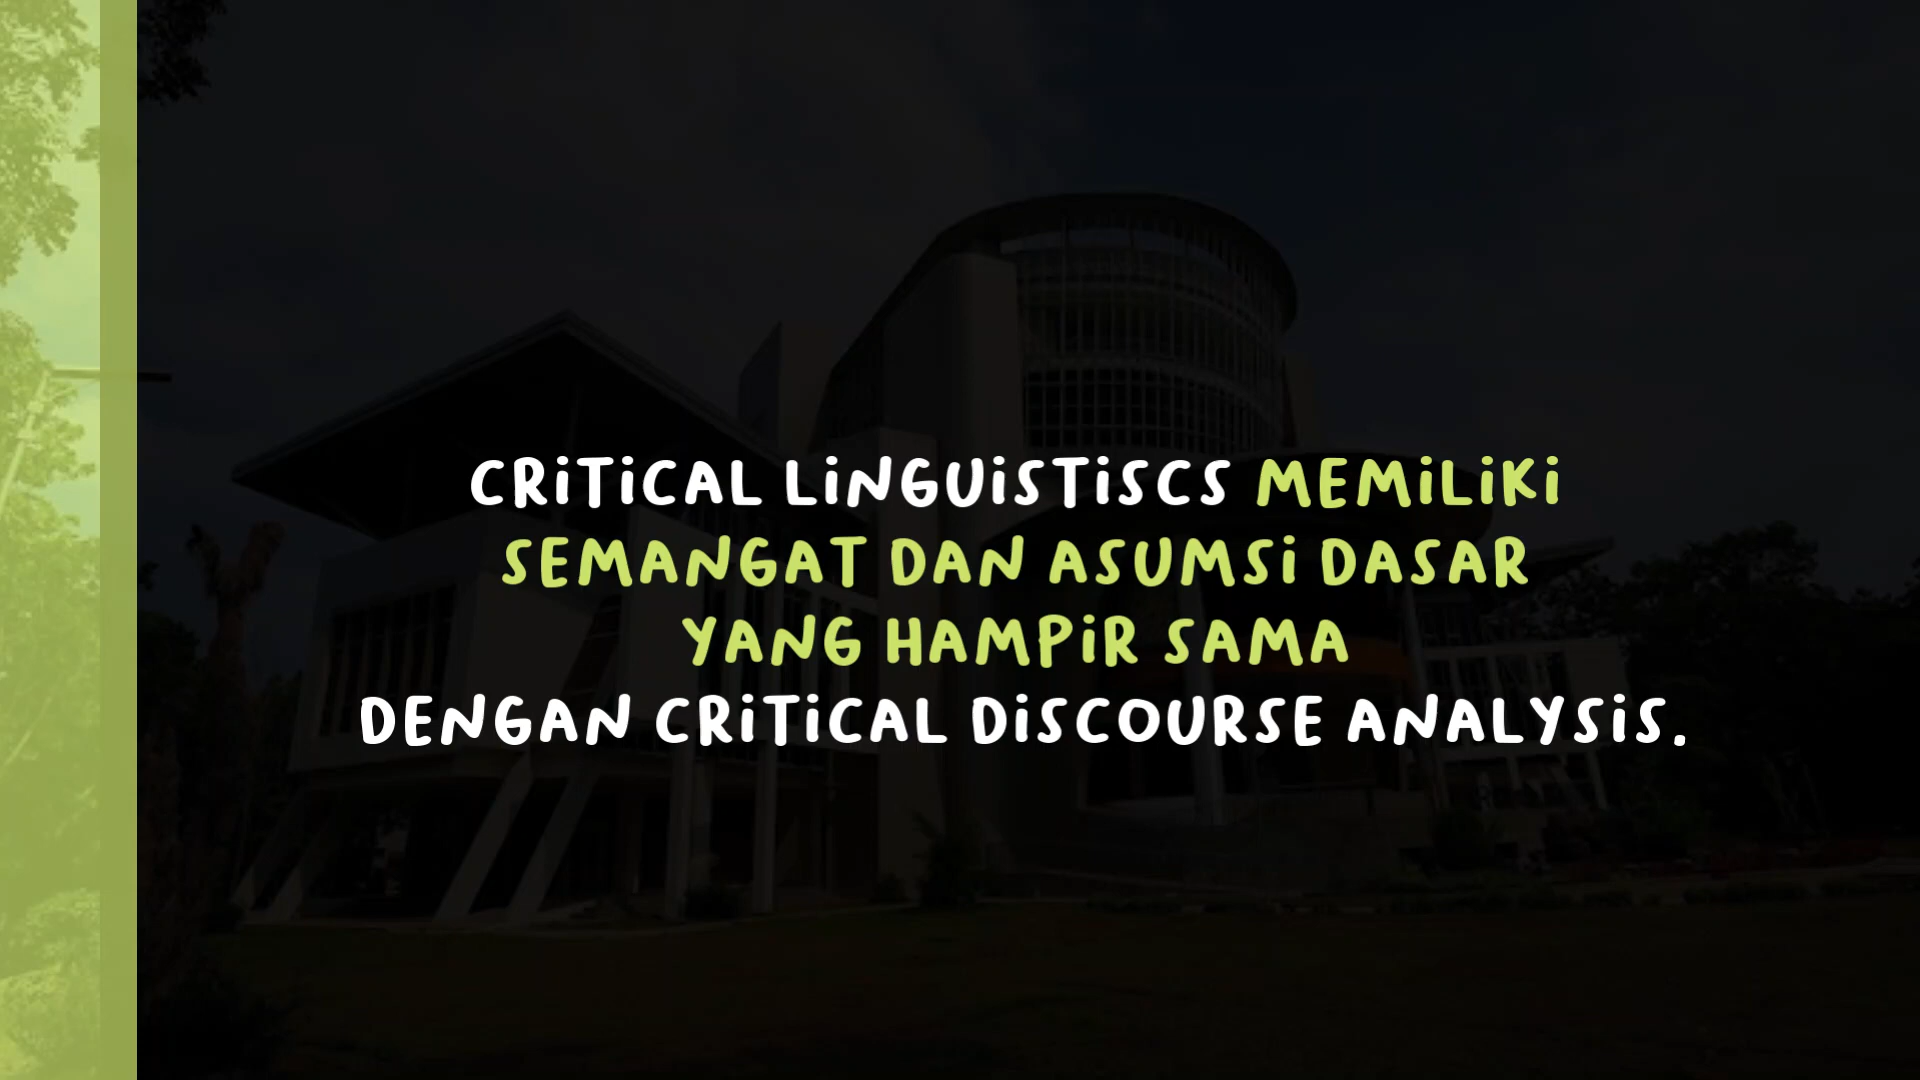 CRiTiCAL LiNGUiSTiSCS MEMiLiKi
SEMANGAT DAN ASUMSi DASAR
YANG HAMPiR SAMA
DENGAN CRiTiCAL DiSCOURSE ANALYSiS.